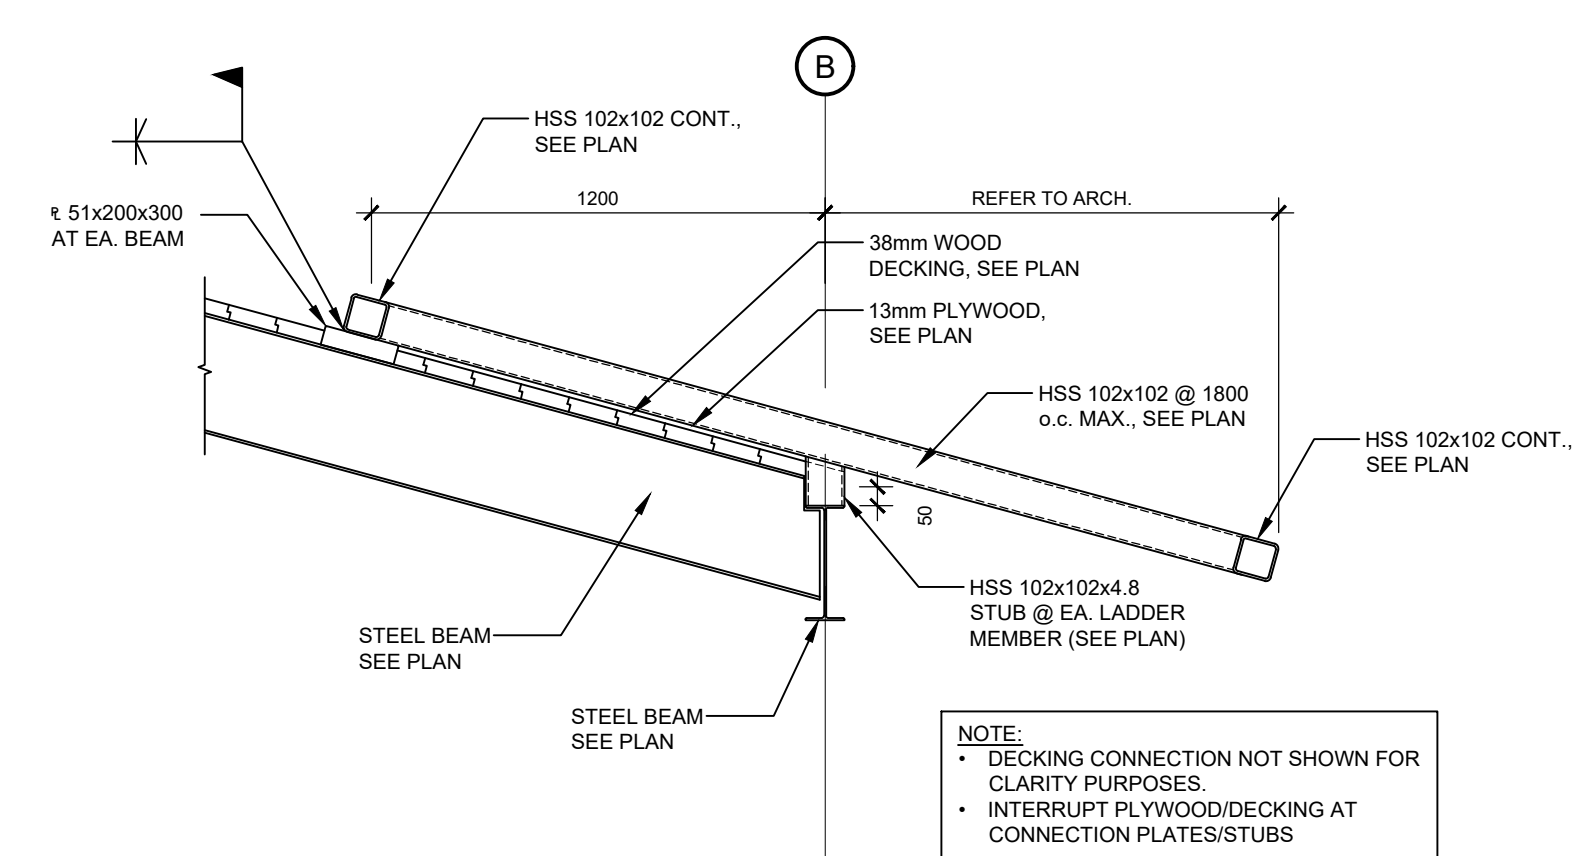 B
HSS 102x102 CONT.,
SEE PLAN
1200
REFER TO ARCH.
℄ 51x200x300
AT EA. BEAM
38mm WOOD
DECKING, SEE PLAN
13mm PLYWOOD,
SEE PLAN
HSS 102x102 @ 1800
o.c. MAX., SEE PLAN
HSS 102x102 CONT.,
SEE PLAN
50
HSS 102x102x4.8
STUB @ EA. LADDER
MEMBER (SEE PLAN)
STEEL BEAM
SEE PLAN
STEEL BEAM
SEE PLAN
NOTE:
• DECKING CONNECTION NOT SHOWN FOR
CLARITY PURPOSES.
• INTERRUPT PLYWOOD/DECKING AT
CONNECTION PLATES/STUBS